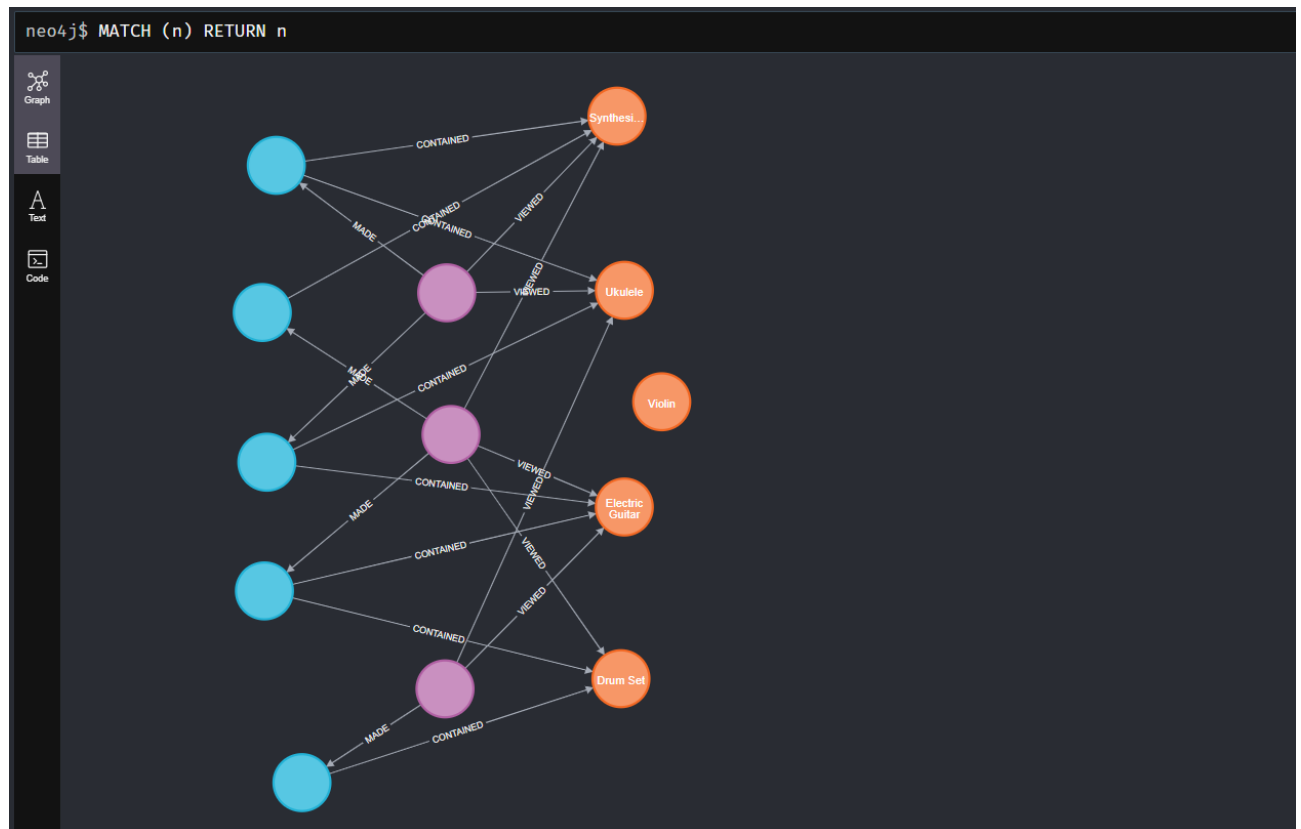 neo4j$ MATCH (n) RETURN n
Graph
Table
Text
Code
Synthesi...
CONTAINED
CONTAINED
CONTAINED
MADE
VIEWED
VIEWED
VIEWED
Ukulele
MADE
MADE
CONTAINED
Violin
VIEWED
CONTAINED
VIEWED
Electric
Guitar
MADE
VIEWED
CONTAINED
VIEWED
CONTAINED
Drum Set
MADE
CONTAINED